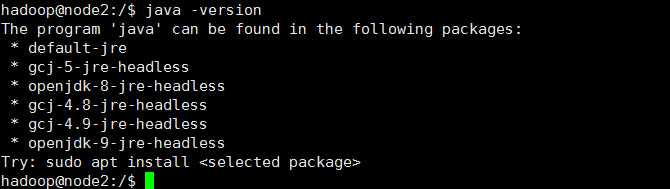 hadoop@node2:/$ java -version
The program 'java' can be found in the following packages:
* default-jre
* gcj-5-jre-headless
* openjdk-8-jre-headless
* gcj-4.8-jre-headless
* gcj-4.9-jre-headless
* openjdk-9-jre-headless
Try: sudo apt install <selected package>
hadoop@node2:/$